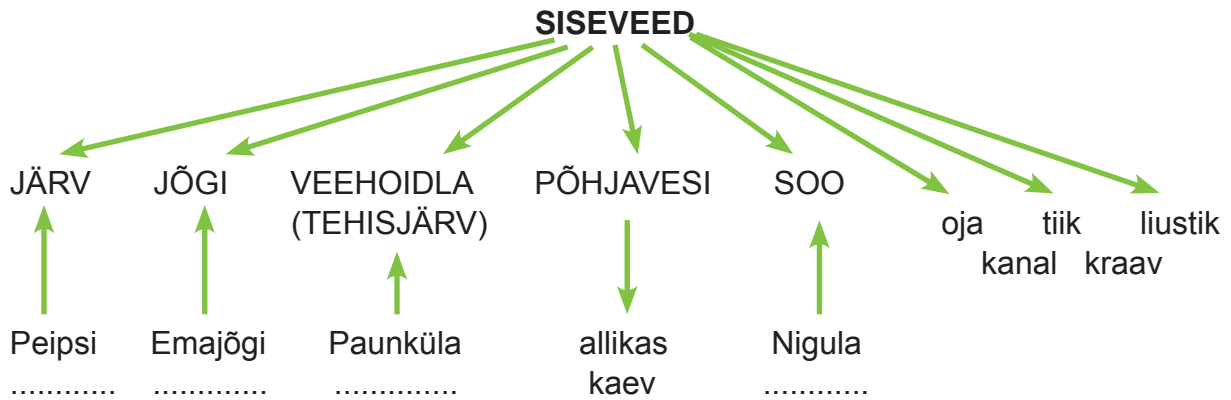 SISEVEED
JÄRV JÕGI VEEHOIDLA PÕHJAVESI SOO
(TEHISJÄRV)
oja tiik liustik
kanal kraav
Peipsi Emajõgi Paunküla allikas Nigula
............ ............. .............. kaev ............